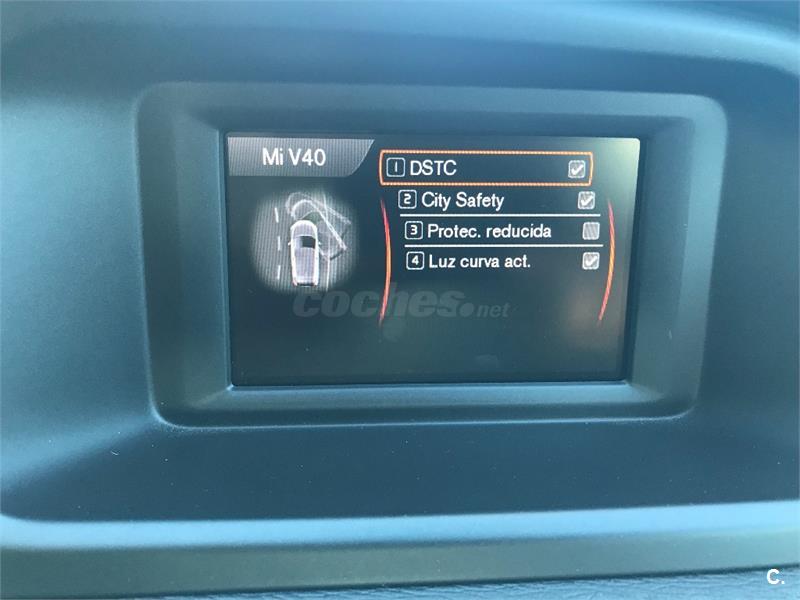 Mi V40
1 DSTC
2 City Safety
3 Protec. reducida
4 Luz curva act.
coches.net
C.